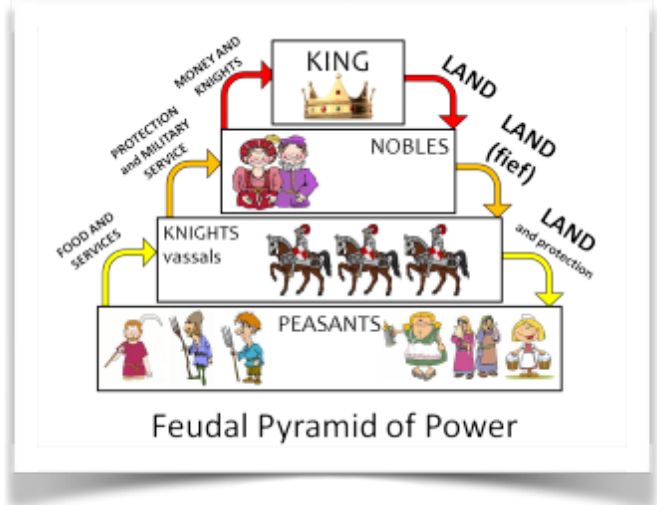 KING
MONEY AND
KNIGHTS
LAND
PROTECTION
and MILITARY
SERVICE
NOBLES
LAND
(fief)
FOOD AND
SERVICES
KNIGHTS
vassals
LAND
and protection
PEASANTS
Feudal Pyramid of Power